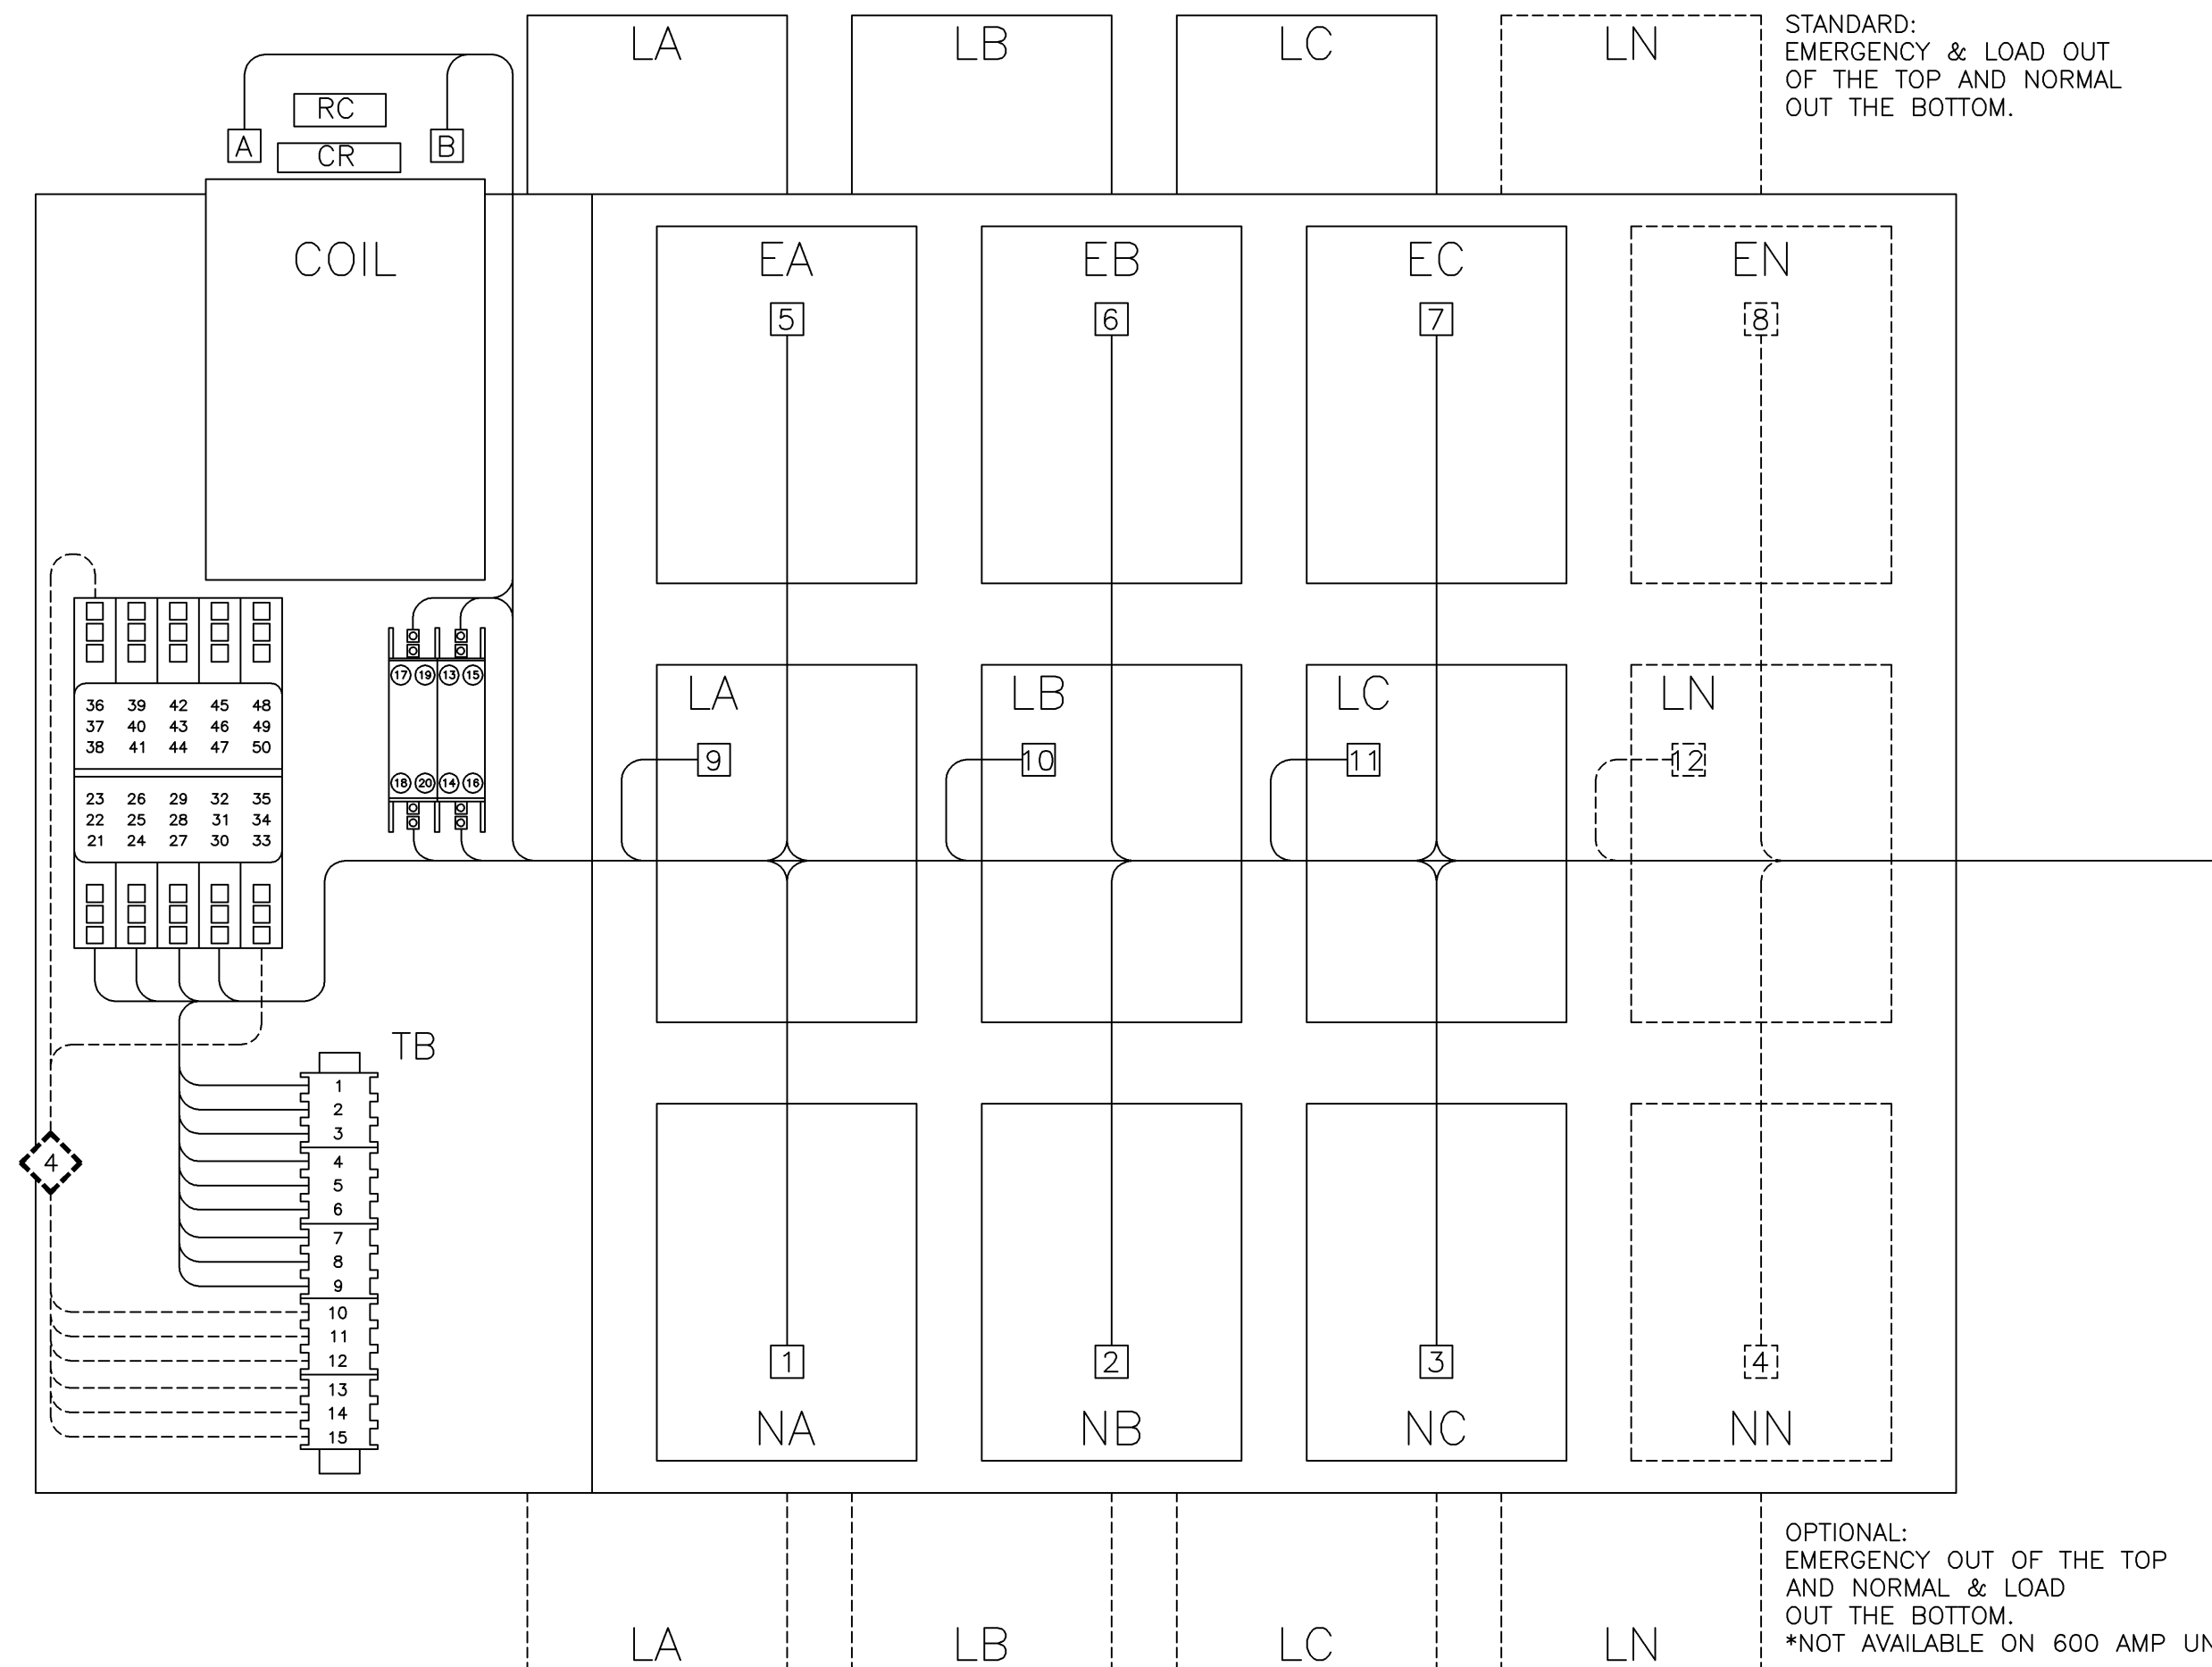 LA LB LC LN
STANDARD:
EMERGENCY & LOAD OUT
OF THE TOP AND NORMAL
OUT THE BOTTOM.
RC
A B
CR
COIL
EA EB EC EN
5 6 7 8
17 19 13 15
LA LB LC LN
36 39 42 45 48
37 40 43 46 49
38 41 44 47 50
9 10 11 12
18 20 14 16
23 26 29 32 35
22 25 28 31 34
21 24 27 30 33
TB
1
2
3
4
4
5
6
7
8
9
10
11
12
13
14
15
1 2 3 4
NA NB NC NN
OPTIONAL:
EMERGENCY OUT OF THE TOP
AND NORMAL & LOAD
OUT THE BOTTOM.
*NOT AVAILABLE ON 600 AMP
LA LB LC LN